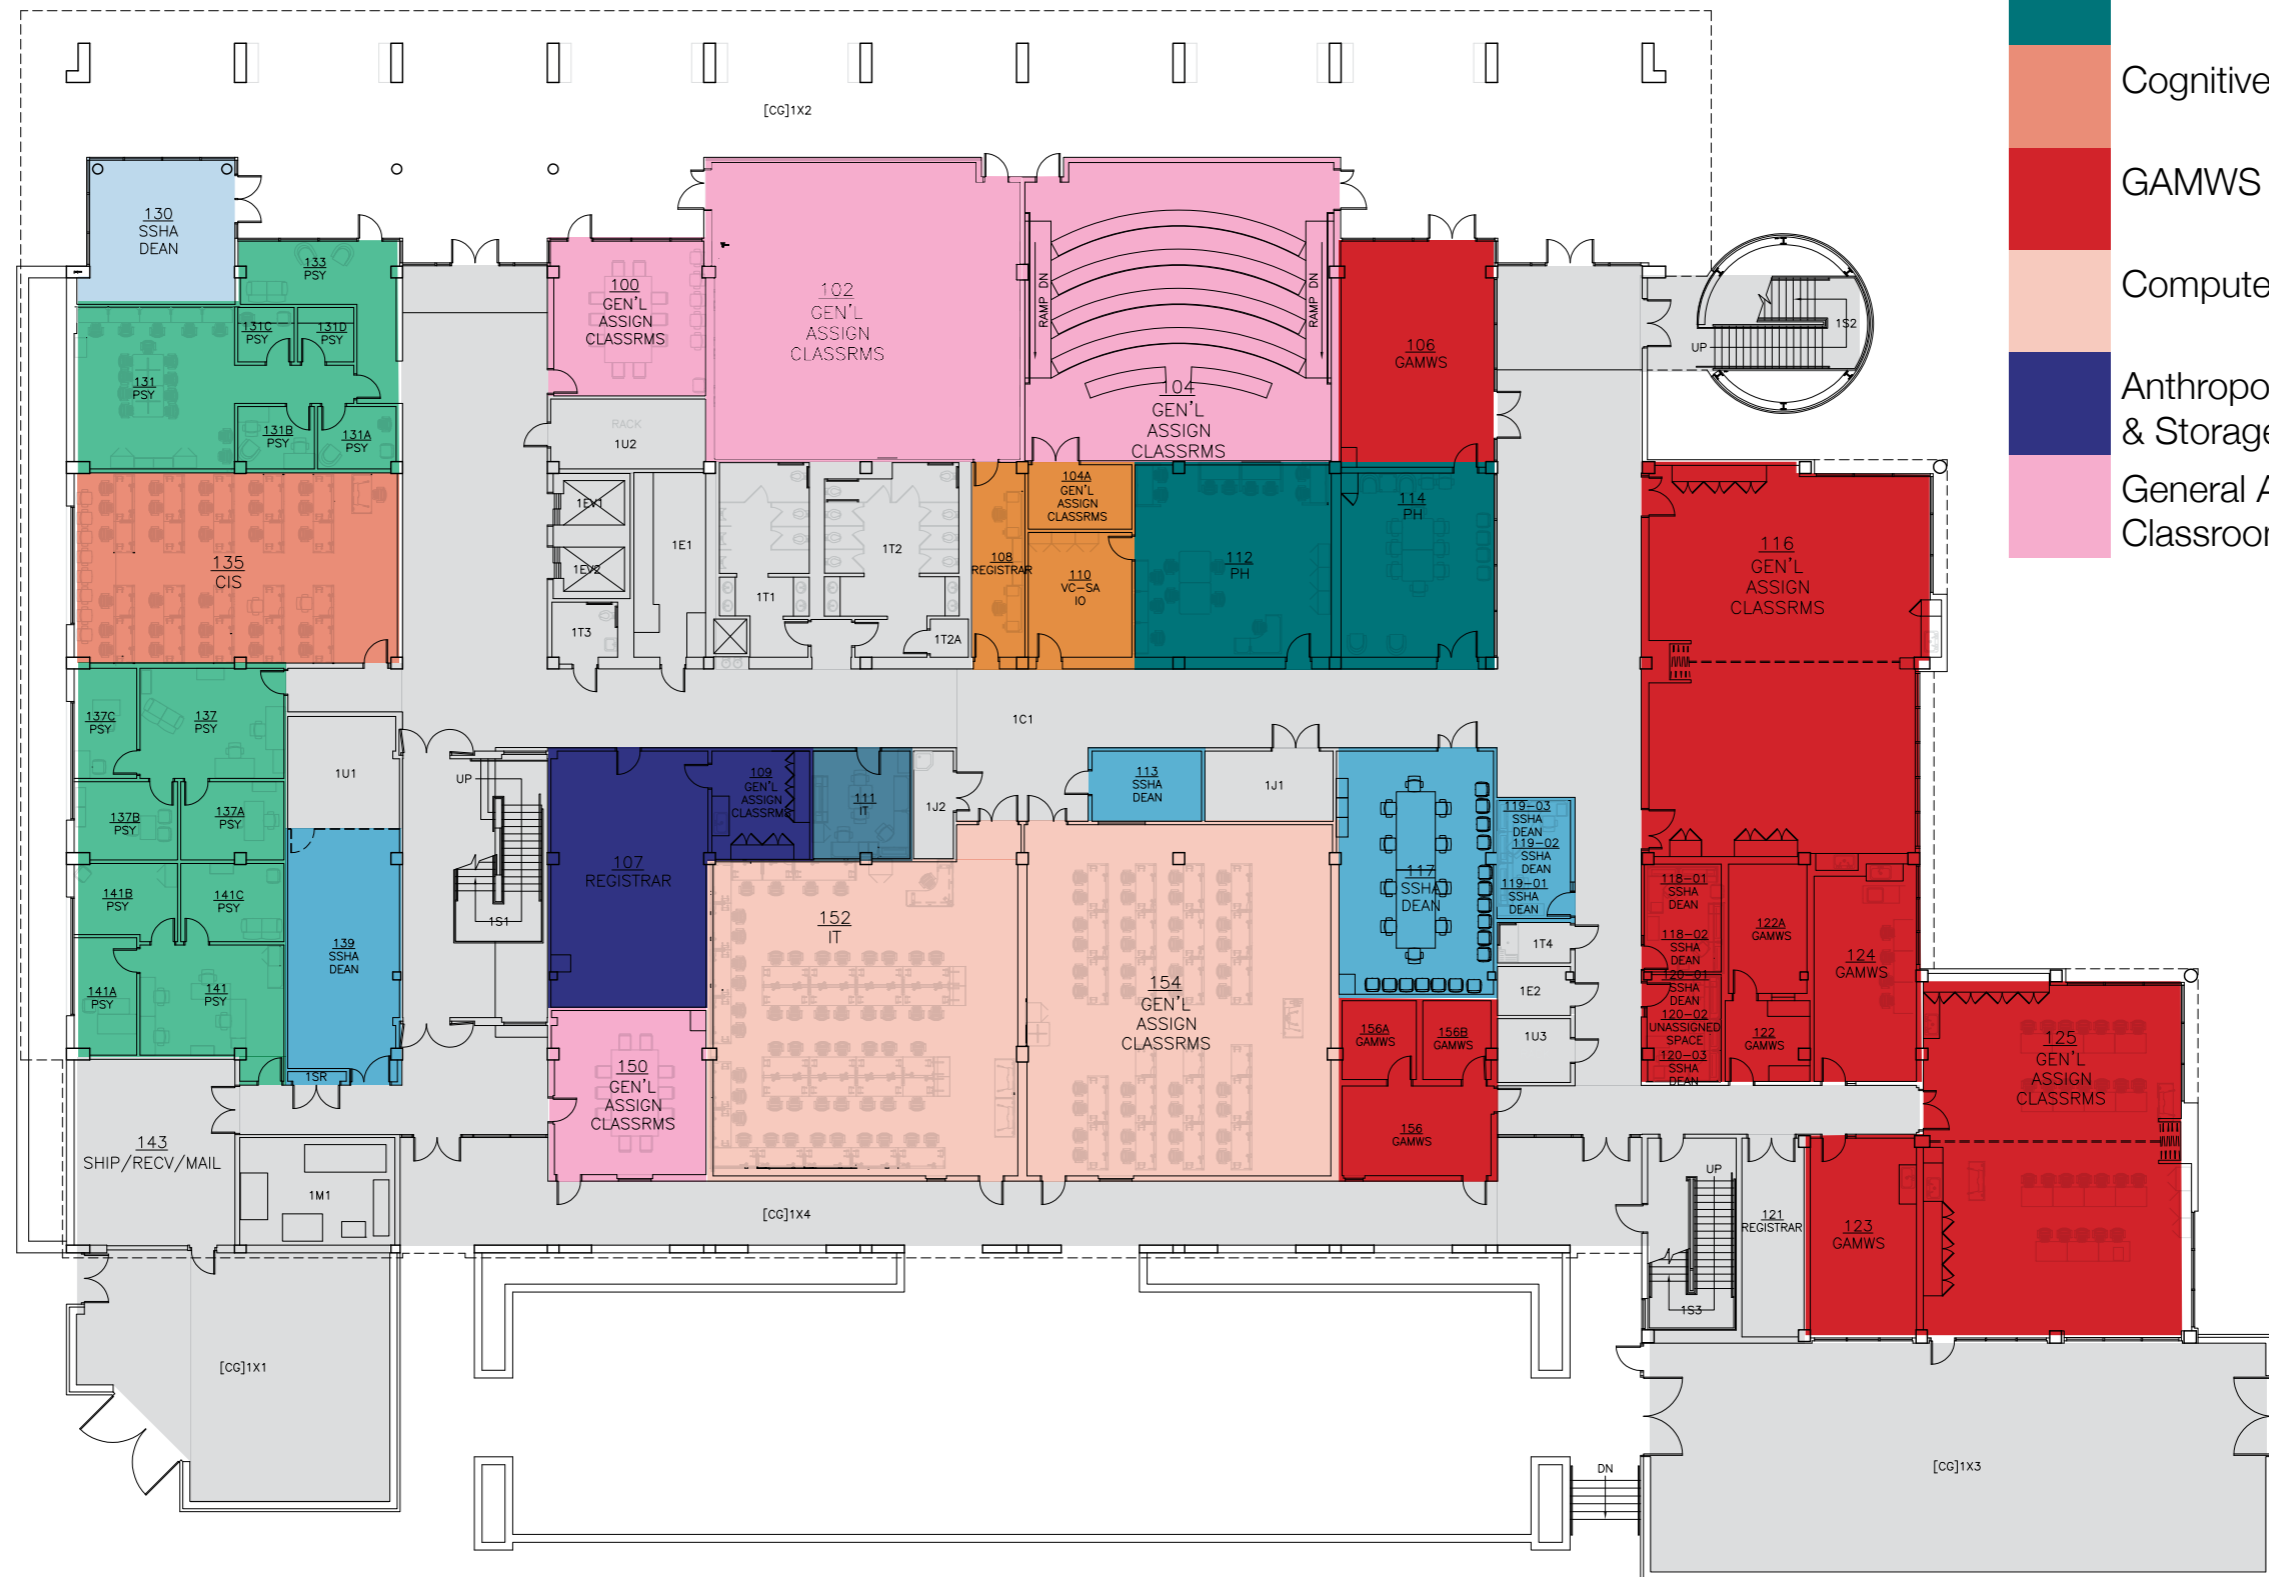 Cognitive
GAMWS
Compute
Anthropo
& Storage
General A
Classroor
[CG]1X2
130
SSHA
DEAN
133
PSY
131C
PSY
131D
PSY
131
PSY
131B
PSY
131A
PSY
100
GEN'L
ASSIGN
CLASSRMS
102
GEN'L
ASSIGN
CLASSRMS
RAMP DN
RAMP DN
104
GEN'L
ASSIGN
CLASSRMS
106
GAMWS
UP
1S2
RACK
1U2
135
CIS
1EV1
1EV2
1E1
1T3
1T1
1T2
1T2A
108
REGISTRAR
104A
GEN'L
ASSIGN
CLASSRMS
110
VC-SA
IO
112
PH
114
PH
116
GEN'L
ASSIGN
CLASSRMS
137C
PSY
137
PSY
1U1
137B
PSY
137A
PSY
141B
PSY
141C
PSY
141A
PSY
141
PSY
139
SSHA
DEAN
1SR
UP
1S1
1C1
107
REGISTRAR
109
GEN'L
ASSIGN
CLASSRMS
111
IT
1J2
113
SSHA
DEAN
1J1
117
SSHA
DEAN
119-03
SSHA
DEAN
119-02
SSHA
DEAN
119-01
SSHA
DEAN
1T4
1E2
1U3
118-01
SSHA
DEAN
118-02
SSHA
DEAN
120-01
SSHA
DEAN
120-02
UNASSIGNED
SPACE
120-03
SSHA
DEAN
122A
GAMWS
122
GAMWS
124
GAMWS
125
GEN'L
ASSIGN
CLASSRMS
152
IT
154
GEN'L
ASSIGN
CLASSRMS
150
GEN'L
ASSIGN
CLASSRMS
156A
GAMWS
156B
GAMWS
156
GAMWS
143
SHIP/RECV/MAIL
1M1
[CG]1X4
UP
1S3
121
REGISTRAR
123
GAMWS
[CG]1X1
DN
[CG]1X3